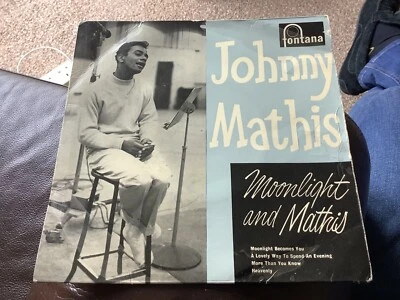 fontana
Johnny
Mathis
Moonlight
and Mathis
Moonlight Becomes You
A Lovely Way To Spend An Evening
More Than You Know
Heavenly